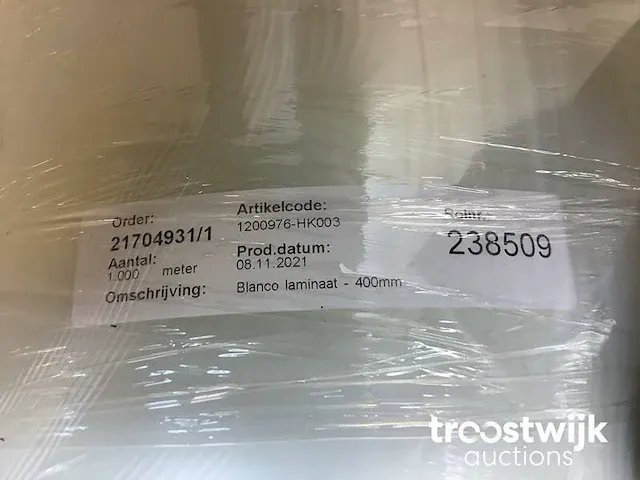 Order:
21704931/1
Artikelcode:
1200976-HK003
Rolnr.:
238509
Aantal:
1.000 meter
Prod.datum:
08.11.2021
Omschrijving: Blanco laminaat - 400mm
troostwijk
auctions